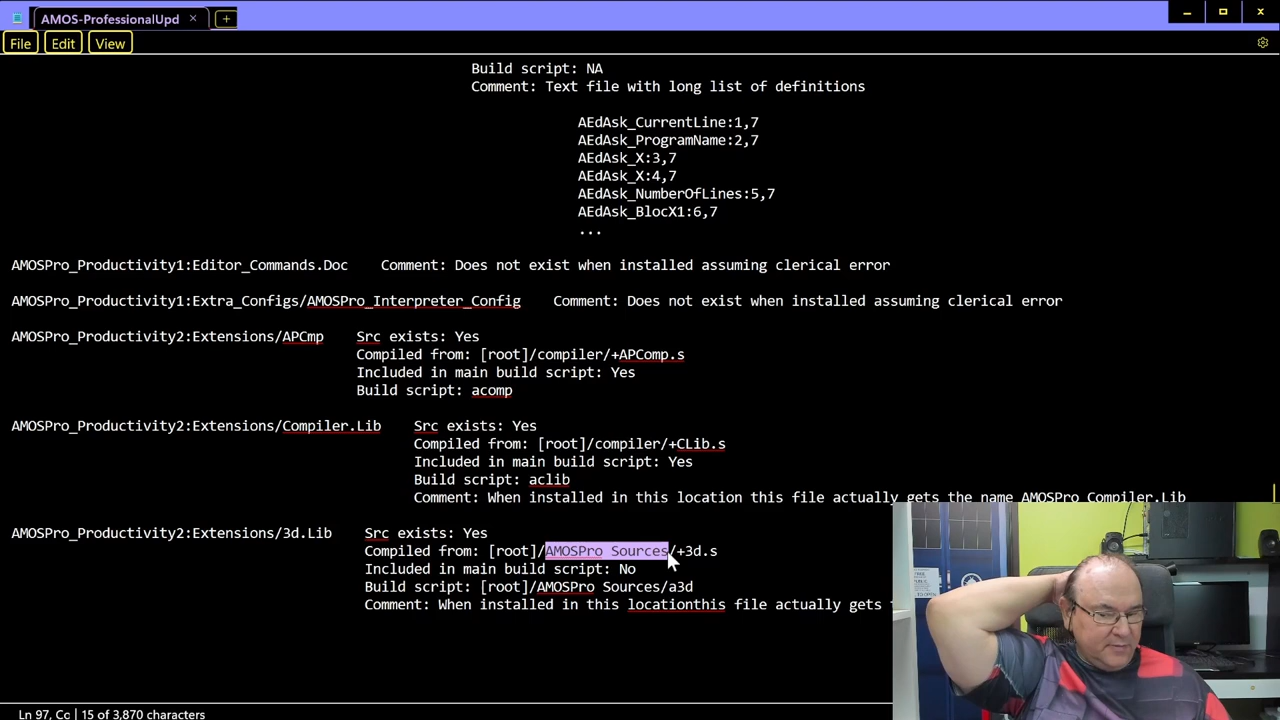 AMOS-ProfessionalUpd
File Edit View
Build script: NA
Comment: Text file with long list of definitions
AEdAsk_CurrentLine:1,7
AEdAsk_ProgramName:2,7
AEdAsk_X:3,7
AEdAsk_X:4,7
AEdAsk_NumberOfLines:5,7
AEdAsk_BlocX1:6,7
...
AMOSPro_Productivity1:Editor_Commands.Doc Comment: Does not exist when installed assuming clerical error
AMOSPro_Productivity1:Extra_Configs/AMOSPro_Interpreter_Config Comment: Does not exist when installed assuming clerical error
AMOSPro_Productivity2:Extensions/APCmp Src exists: Yes
Compiled from: [root]/compiler/+APComp.s
Included in main build script: Yes
Build script: acomp
AMOSPro_Productivity2:Extensions/Compiler.Lib Src exists: Yes
Compiled from: [root]/compiler/+CLib.s
Included in main build script: Yes
Build script: aclib
Comment: When installed in this location this file actually gets the name AMOSPro_Compiler.Lib
AMOSPro_Productivity2:Extensions/3d.Lib Src exists: Yes
Compiled from: [root]/AMOSPro Sources/+3d.s
Included in main build script: No
Build script: [root]/AMOSPro Sources/a3d
Comment: When installed in this locationthis file actually gets
Ln 97, Cc 15 of 3,870 characters